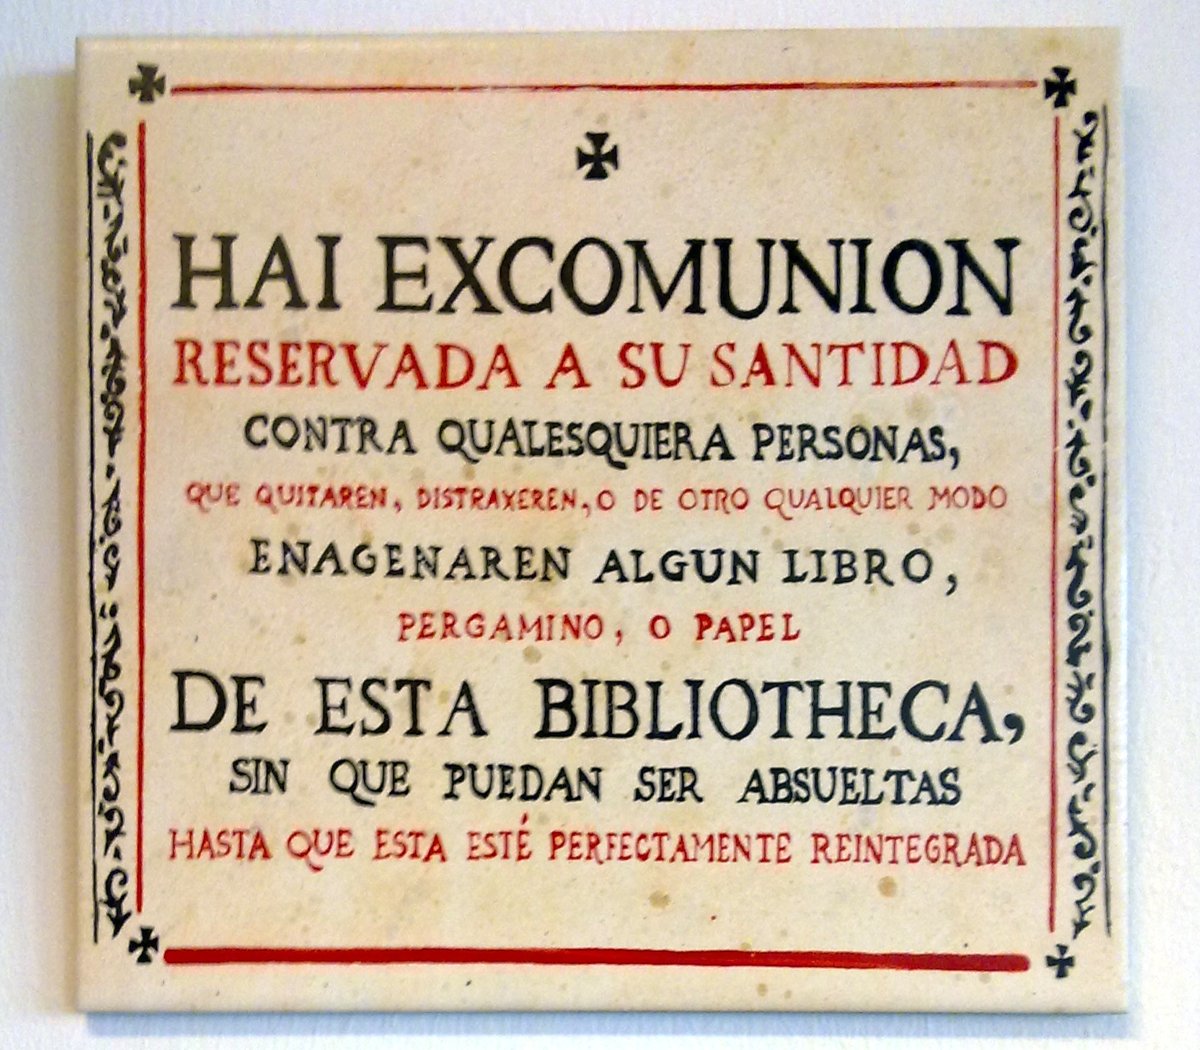 HAI EXCOMUNION
RESERVADA A SU SANTIDAD
CONTRA QUALESQUIERA PERSONAS,
QUE QUITAREN, DISTRAXEREN, O DE OTRO QUALQUIER MODO
ENAGENAREN ALGUN LIBRO,
PERGAMINO, O PAPEL
DE ESTA BIBLIOTHECA,
SIN QUE PUEDAN SER ABSUELTAS
HASTA QUE ESTA ESTÉ PERFECTAMENTE REINTEGRADA